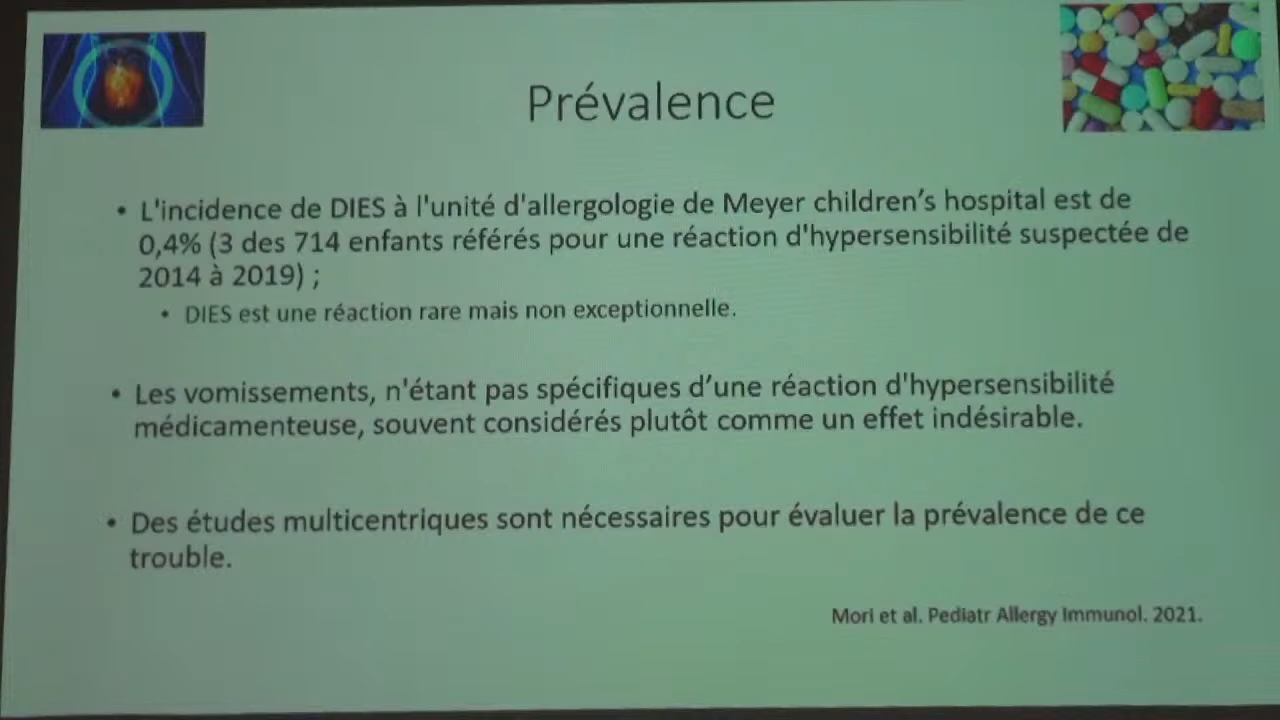 Prévalence
• L'incidence de DIES à l'unité d'allergologie de Meyer children’s hospital est de
0,4% (3 des 714 enfants référés pour une réaction d'hypersensibilité suspectée de
2014 à 2019) ;
• DIES est une réaction rare mais non exceptionnelle.
• Les vomissements, n'étant pas spécifiques d’une réaction d'hypersensibilité
médicamenteuse, souvent considérés plutôt comme un effet indésirable.
• Des études multicentriques sont nécessaires pour évaluer la prévalence de ce
trouble.
Mori et al. Pediatr Allergy Immunol. 2021.